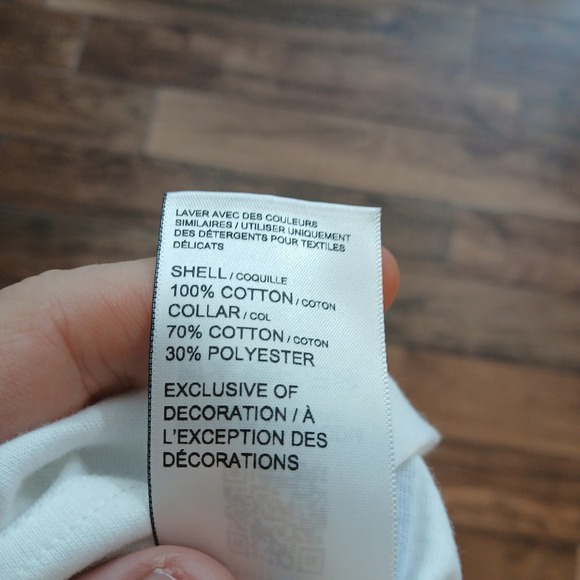 LAVER AVEC DES COULEURS
SIMILAIRES / UTILISER UNIQUEMENT
DES DÉTERGENTS POUR TEXTILES
DÉLICATS
SHELL / COQUILLE
100% COTTON / COTON
COLLAR / COL
70% COTTON / COTON
30% POLYESTER
EXCLUSIVE OF
DECORATION / À
L'EXCEPTION DES
DÉCORATIONS